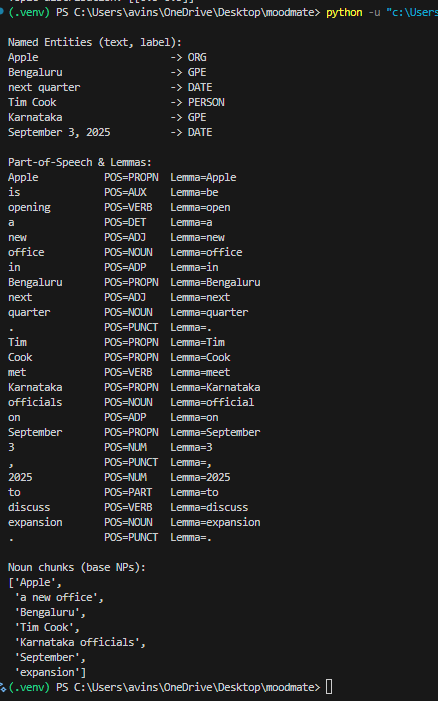 (.venv) PS C:\Users\avins\OneDrive\Desktop\moodmate> python -u "c:\Users
Named Entities (text, label):
Apple -> ORG
Bengaluru -> GPE
next quarter -> DATE
Tim Cook -> PERSON
Karnataka -> GPE
September 3, 2025 -> DATE
Part-of-Speech & Lemmas:
Apple POS=PROPN Lemma=Apple
is POS=AUX Lemma=be
opening POS=VERB Lemma=open
a POS=DET Lemma=a
new POS=ADJ Lemma=new
office POS=NOUN Lemma=office
in POS=ADP Lemma=in
Bengaluru POS=PROPN Lemma=Bengaluru
next POS=ADJ Lemma=next
quarter POS=NOUN Lemma=quarter
. POS=PUNCT Lemma=.
Tim POS=PROPN Lemma=Tim
Cook POS=PROPN Lemma=Cook
met POS=VERB Lemma=meet
Karnataka POS=PROPN Lemma=Karnataka
officials POS=NOUN Lemma=official
on POS=ADP Lemma=on
September POS=PROPN Lemma=September
3 POS=NUM Lemma=3
, POS=PUNCT Lemma=,
2025 POS=NUM Lemma=2025
to POS=PART Lemma=to
discuss POS=VERB Lemma=discuss
expansion POS=NOUN Lemma=expansion
. POS=PUNCT Lemma=.
Noun chunks (base NPs):
['Apple',
'a new office',
'Bengaluru',
'Tim Cook',
'Karnataka officials',
'September',
'expansion']
(.venv) PS C:\Users\avins\OneDrive\Desktop\moodmate>